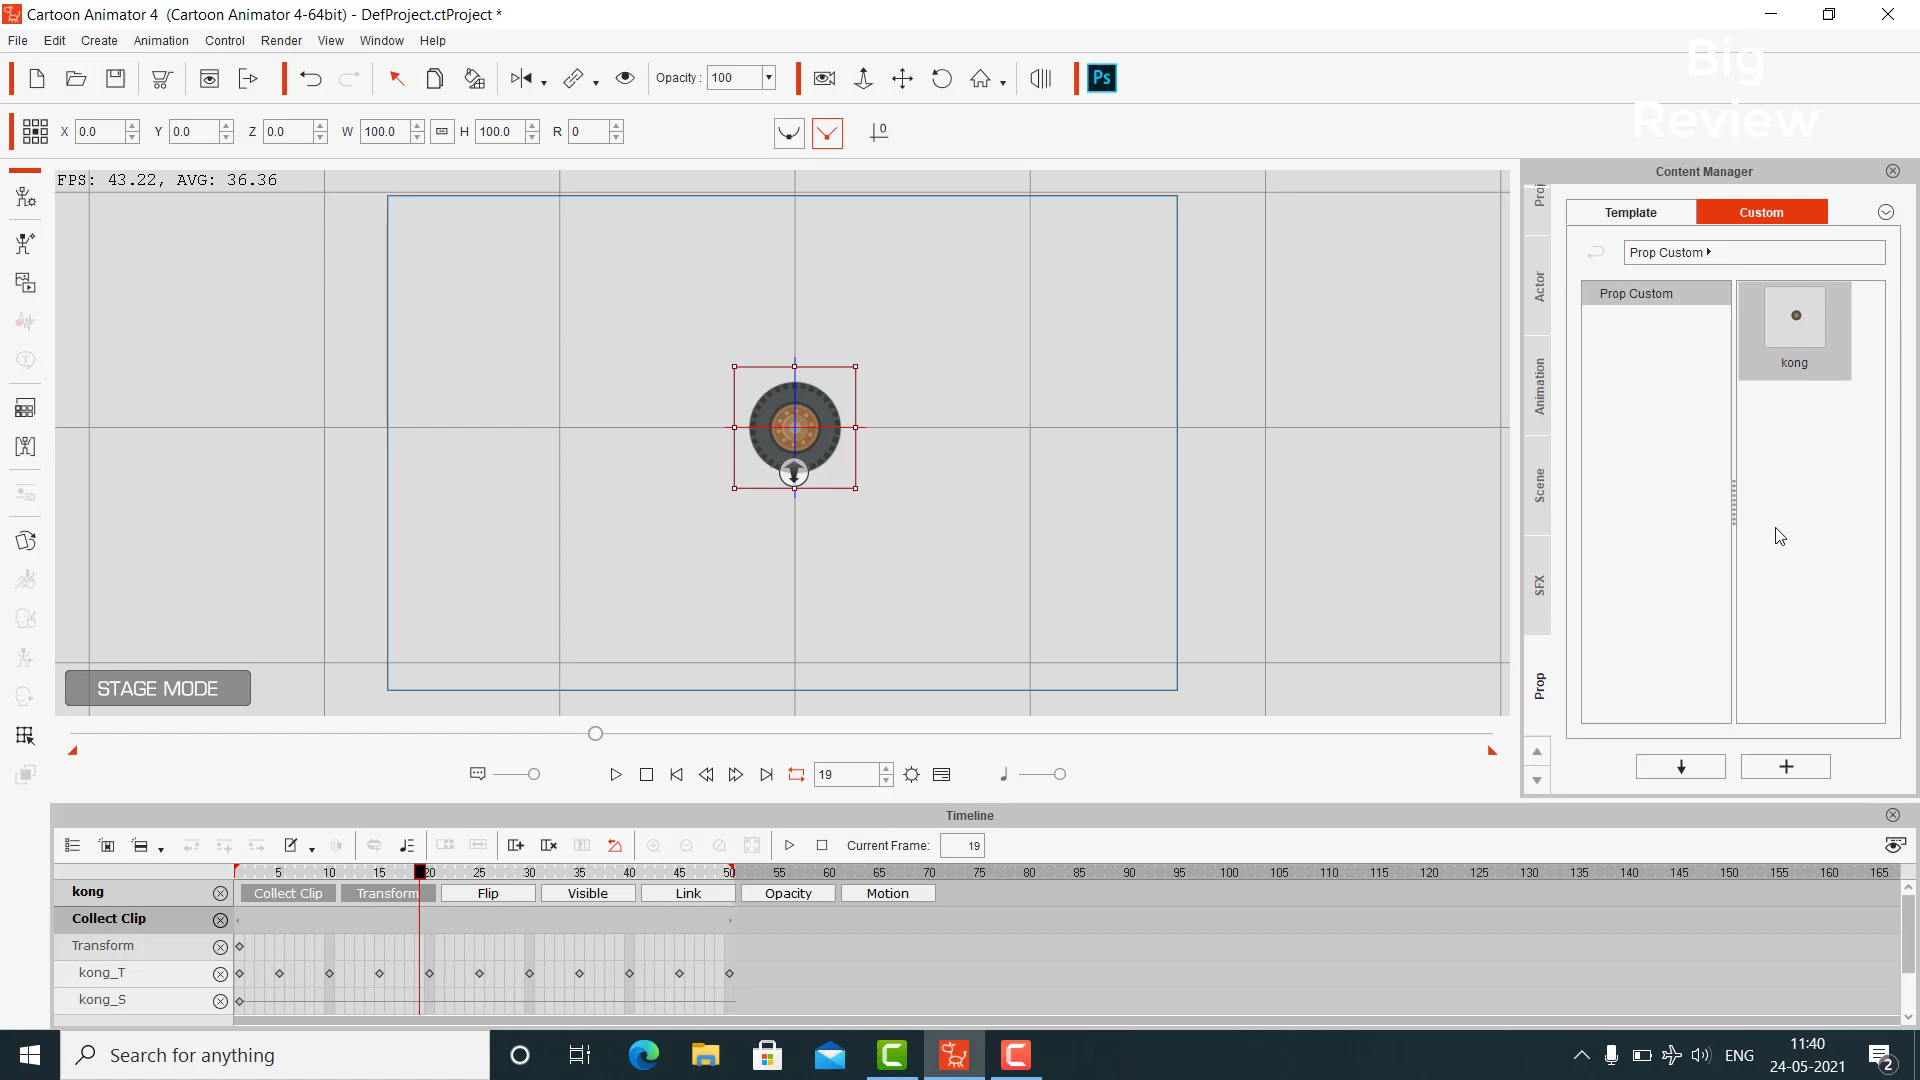 Cartoon Animator 4  (Cartoon Animator 4-64bit) - DefProject.ctProject *
File Edit Create Animation Control Render View Window Help
Big
Review
Opacity : 100
Ps
X 0.0 Y 0.0 Z 0.0 W 100.0 H 100.0 R 0
0
FPS: 43.22, AVG: 36.36
Content Manager
Template Custom
Prop Custom
Prop Custom
kong
Proj
Actor
Animation
Scene
SFX
Prop
STAGE MODE
19
Timeline
Current Frame: 19
5 10 15 20 25 30 35 40 45 50 55 60 65 70 75 80 85 90 95 100 105 110 115 120 125 130 135 140 145 150 155 160 165
kong Collect Clip Transform Flip Visible Link Opacity Motion
Collect Clip
Transform
kong_T
kong_S
Search for anything
ENG
11:40
24-05-2021
2